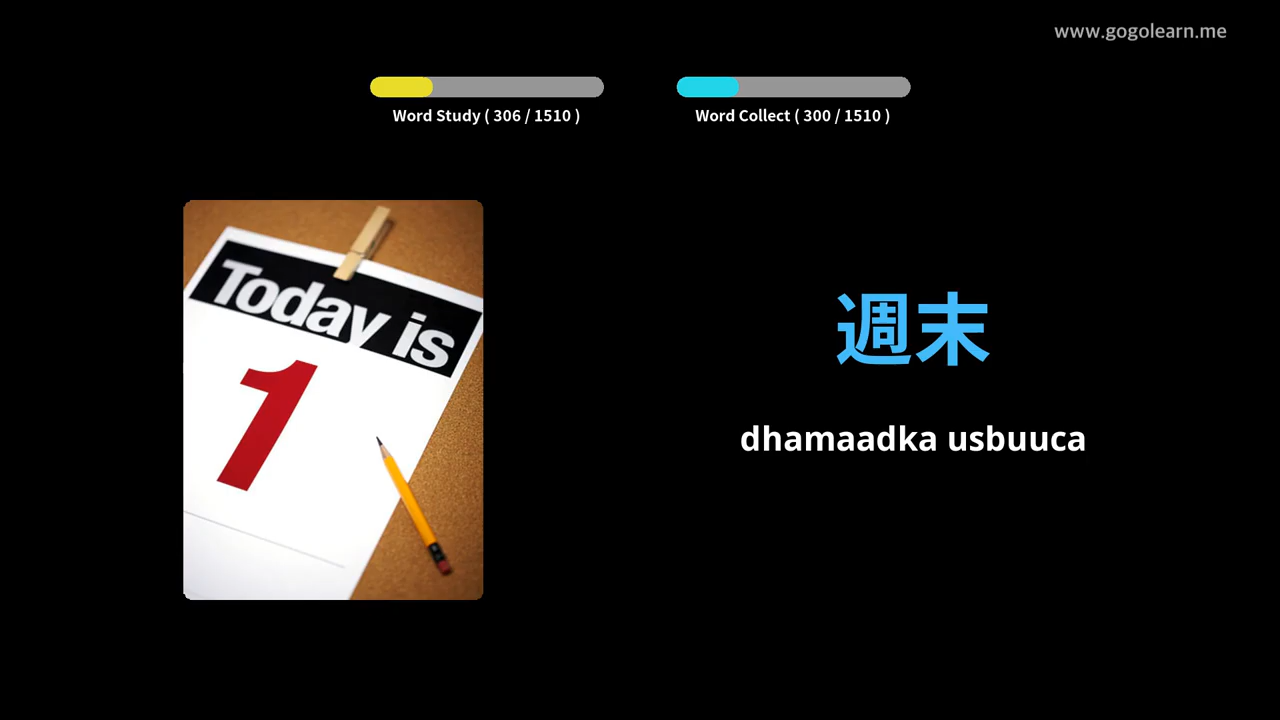 www.gogolearn.me
Word Study ( 306 / 1510 )
Word Collect ( 300 / 1510 )
Today is
1
週末
dhamaadka usbuuca